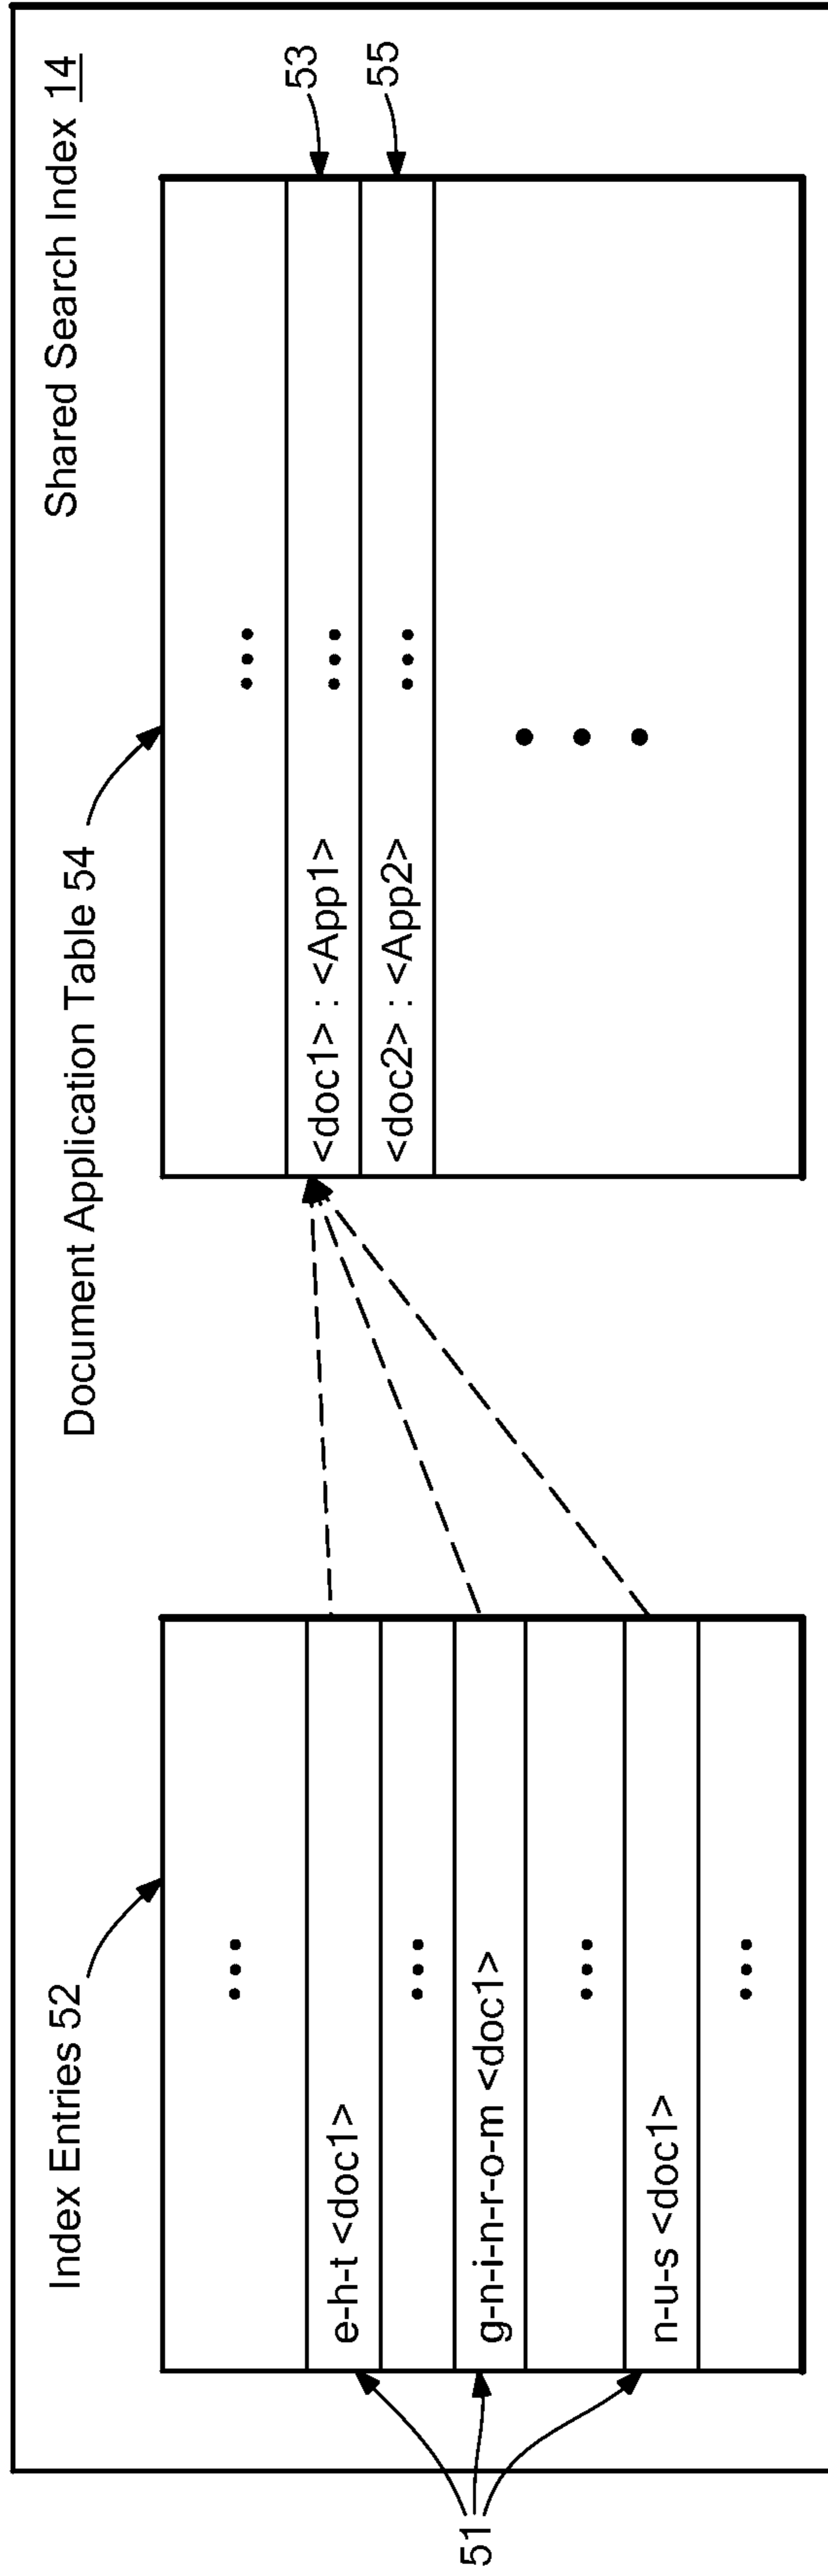 Shared Search Index 14
Index Entries 52
Document Application Table 54
e-h-t <doc1>
g-n-i-n-r-o-m <doc1>
n-u-s <doc1>
51
<doc1> : <App1>
<doc2> : <App2>
53
55